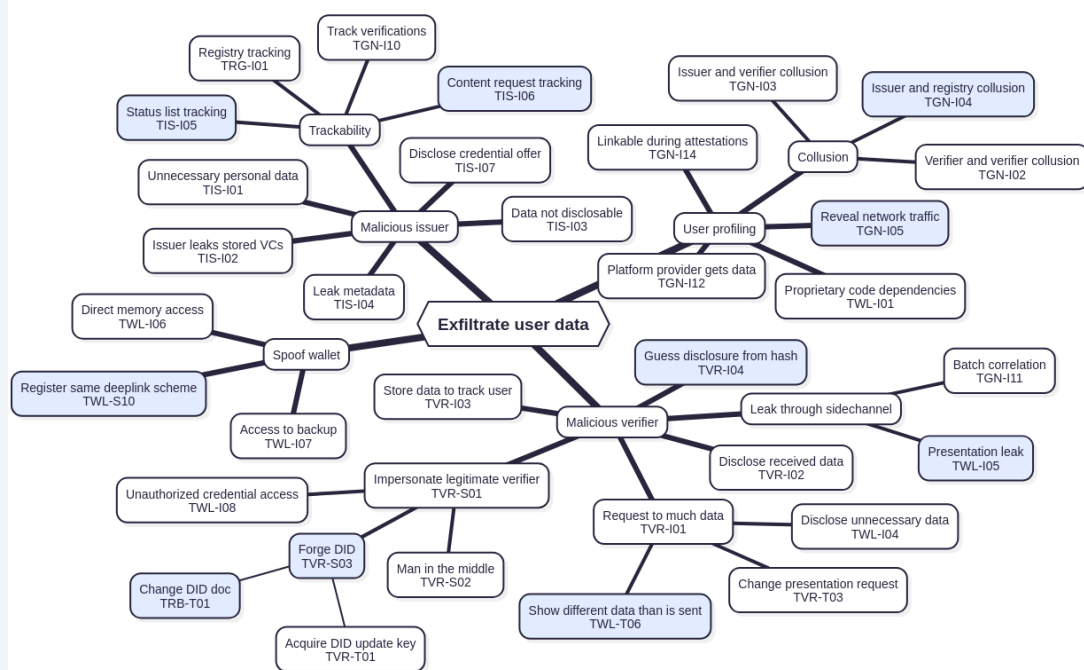 Track verifications
TGN-I10
Registry tracking
TRG-I01
Issuer and verifier collusion
TGN-I03
Content request tracking
TIS-I06
Issuer and registry collusion
TGN-I04
Status list tracking
TIS-I05
Trackability
Linkable during attestations
TGN-I14
Collusion
Disclose credential offer
TIS-I07
Verifier and verifier collusion
TGN-I02
Unnecessary personal data
TIS-I01
Data not disclosable
TIS-I03
Malicious issuer
User profiling
Reveal network traffic
TGN-I05
Issuer leaks stored VCs
TIS-I02
Platform provider gets data
TGN-I12
Leak metadata
TIS-I04
Proprietary code dependencies
TWL-I01
Direct memory access
TWL-I06
Exfiltrate user data
Spoof wallet
Guess disclosure from hash
TVR-I04
Batch correlation
TGN-I11
Register same deeplink scheme
TWL-S10
Store data to track user
TVR-I03
Leak through sidechannel
Malicious verifier
Access to backup
TWL-I07
Presentation leak
TWL-I05
Disclose received data
TVR-I02
Impersonate legitimate verifier
TVR-S01
Unauthorized credential access
TWL-I08
Request to much data
TVR-I01
Disclose unnecessary data
TWL-I04
Forge DID
TVR-S03
Man in the middle
TVR-S02
Change presentation request
TVR-T03
Change DID doc
TRB-T01
Show different data than is sent
TWL-T06
Acquire DID update key
TVR-T01